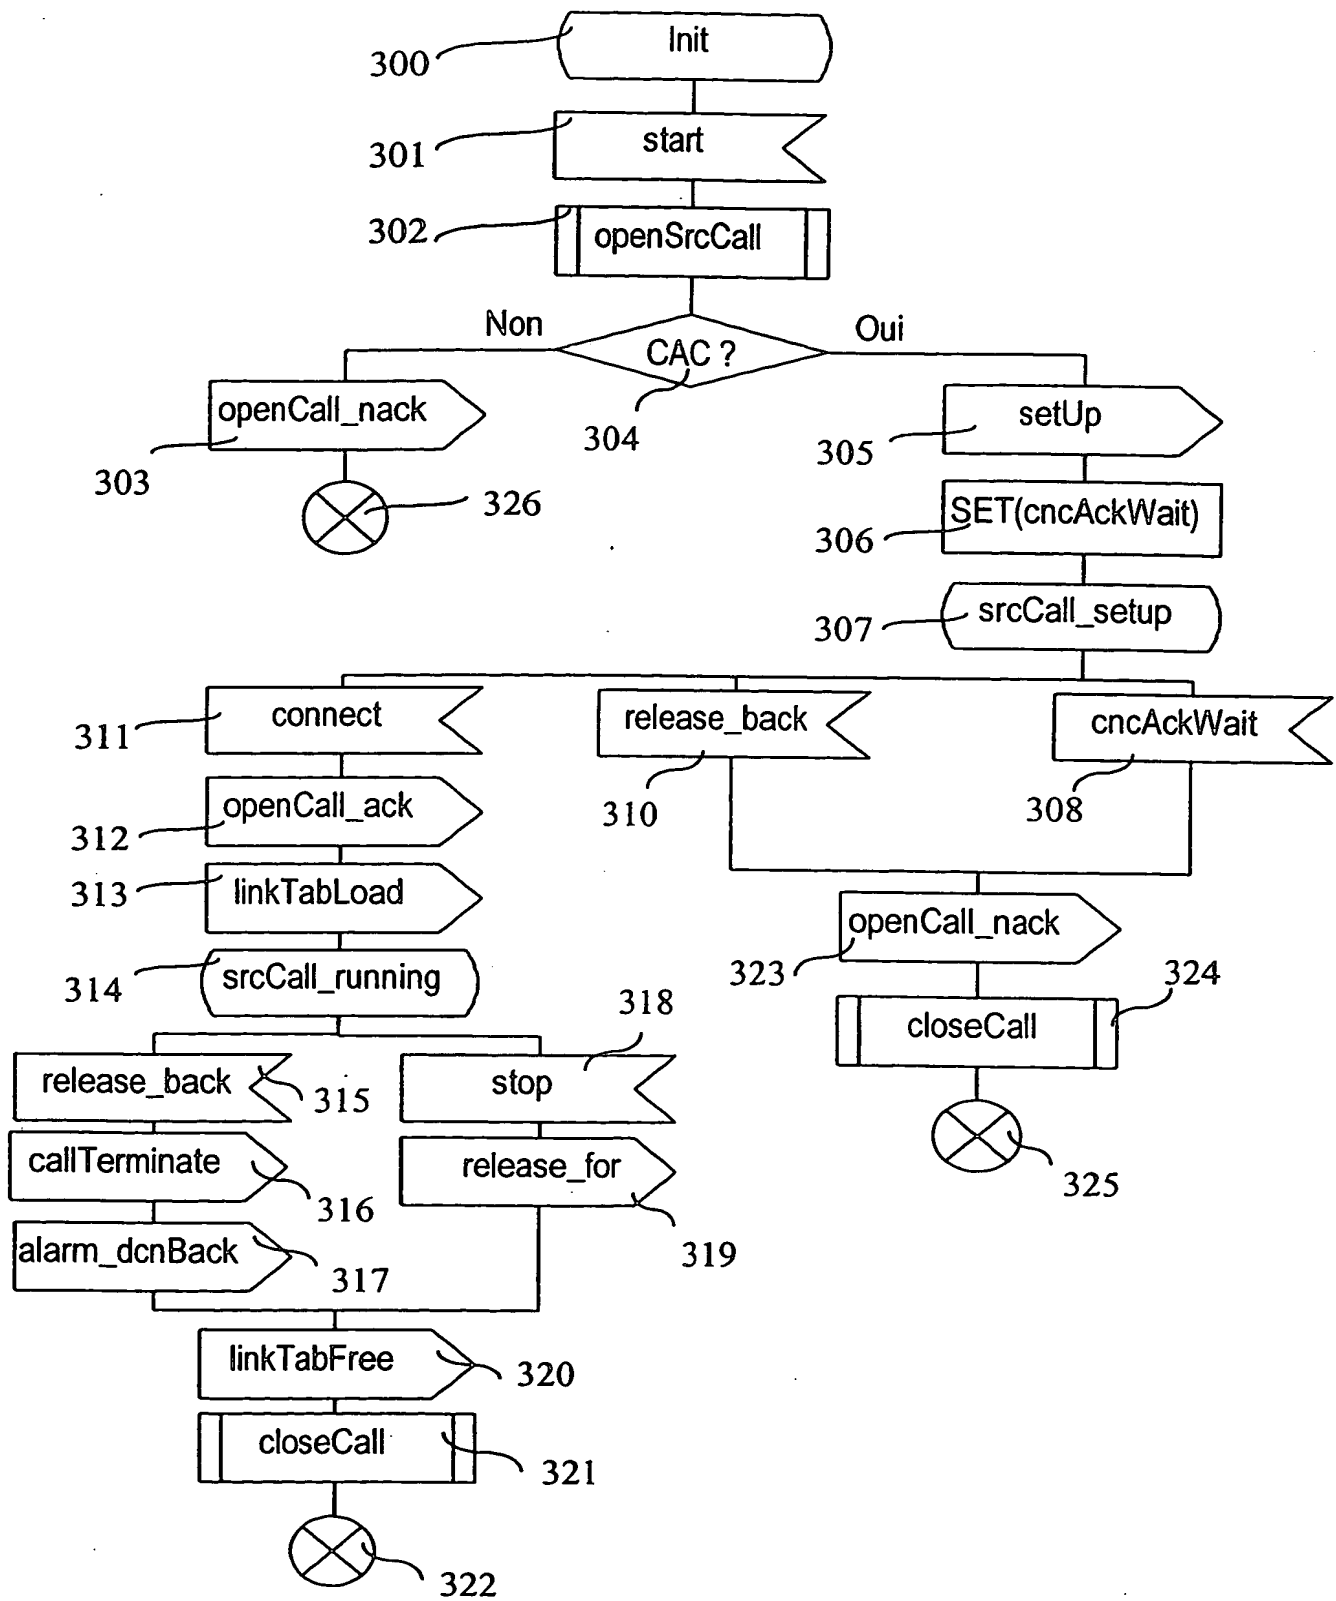 Init
300
start
301
302
openSrcCall
Non
Oui
CAC ?
304
openCall_nack
303
326
setUp
305
SET(cncAckWait)
306
srcCall_setup
307
connect
311
release_back
310
cncAckWait
308
openCall_ack
312
linkTabLoad
313
srcCall_running
314
openCall_nack
323
324
closeCall
325
318
release_back
315
stop
callTerminate
316
release_for
319
alarm_dcnBack
317
linkTabFree
320
closeCall
321
322